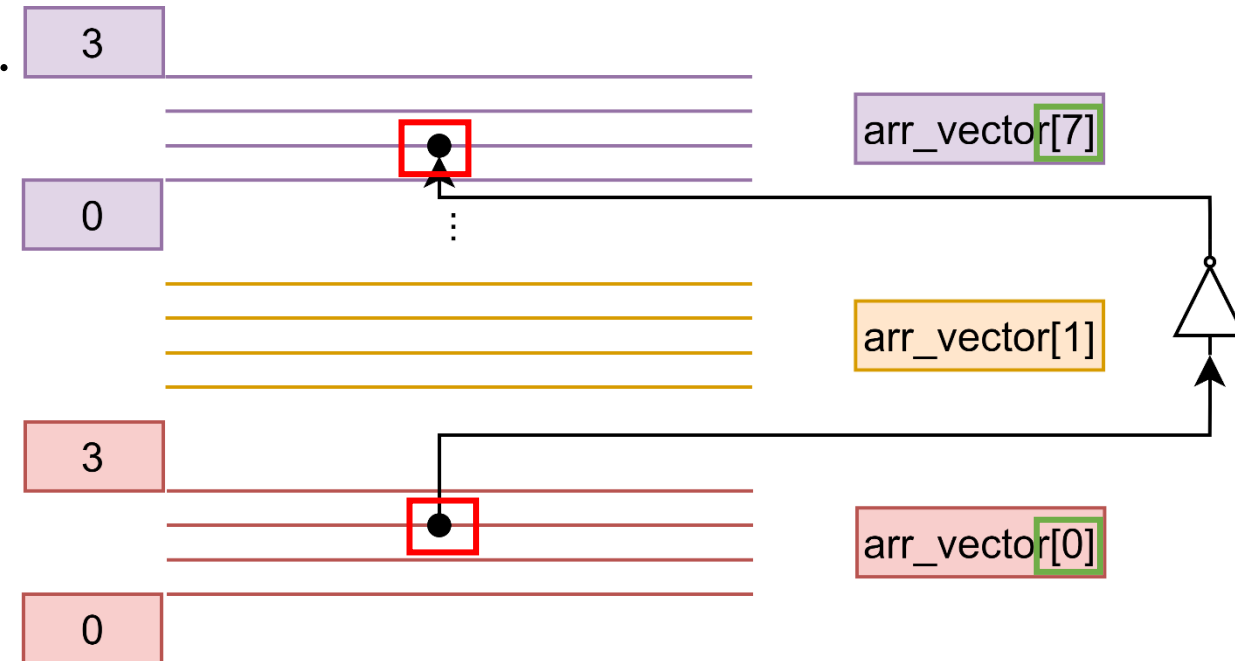 3
.
arr_vector[7]
0
⋮
arr_vector[1]
3
arr_vector[0]
0